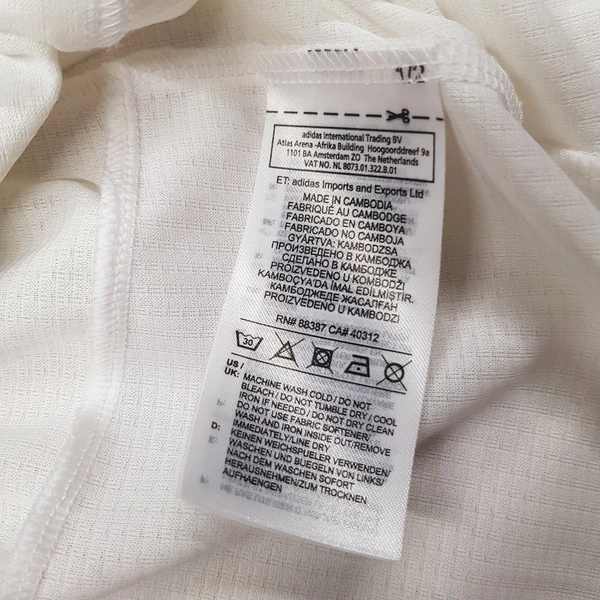 1/2
adidas International Trading BV
Atlas Arena -Afrika Building Hoogoorddreef 9a
1101 BA Amsterdam ZO The Netherlands
VAT NO. NL 8073.01.322.B.01
ET: adidas Imports and Exports Ltd
MADE IN CAMBODIA
FABRIQUÉ AU CAMBODGE
FABRICADO EN CAMBOYA
FABRICADO NO CAMBOJA
GYÁRTVA: KAMBODZSA
ПРОИЗВЕДЕНО В КАМБОДЖА
СДЕЛАНО В КАМБОДЖЕ
PROIZVEDENO U KOMBODŽI
KAMBOÇYA'DA İMAL EDİLMİŞTİR.
КАМБОДЖЕДЕ ЖАСАЛҒАН
PROIZVEDENO U KAMBODZI
RN# 88387 CA# 40312
30
US /
UK: MACHINE WASH COLD / DO NOT
BLEACH / DO NOT TUMBLE DRY / COOL
IRON IF NEEDED / DO NOT DRY CLEAN
DO NOT USE FABRIC SOFTENER/
WASH AND IRON INSIDE OUT/REMOVE
IMMEDIATELY/LINE DRY
D: KEINEN WEICHSPUELER VERWENDEN/
WASCHEN UND BUEGELN VON LINKS/
NACH DEM WASCHEN SOFORT
HERAUSNEHMEN/ZUM TROCKNEN
AUFHAENGEN